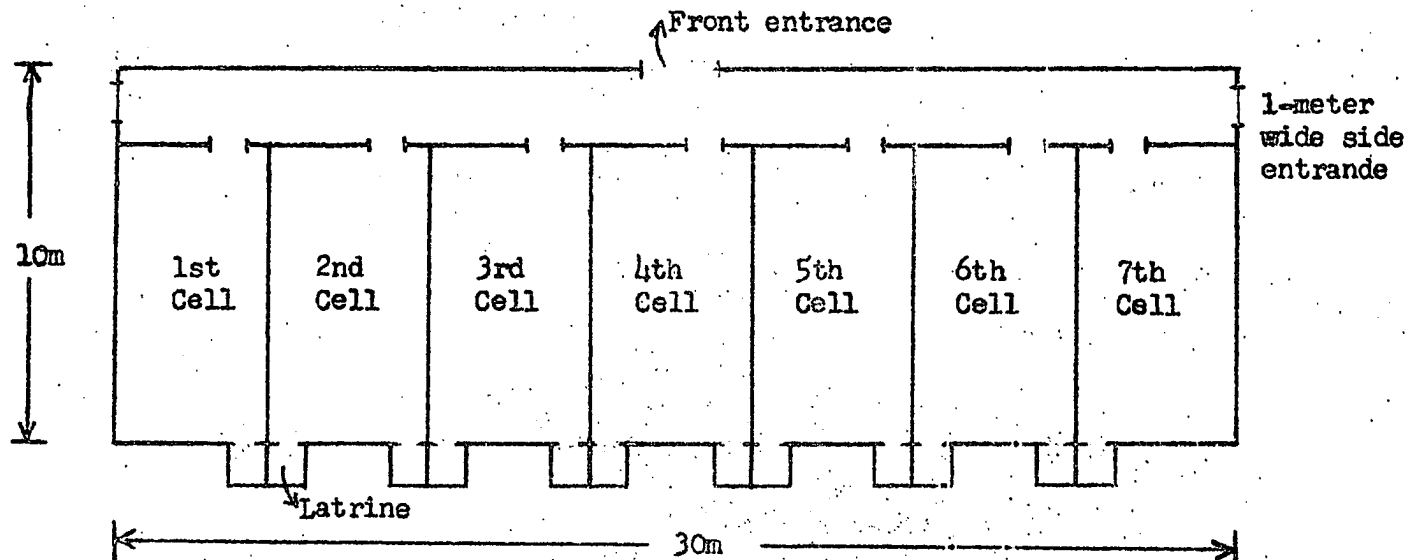 Front entrance
1-meter
wide side
entrande
10m
1st
Cell
2nd
Cell
3rd
Cell
4th
Cell
5th
Cell
6th
Cell
7th
Cell
Latrine
30m